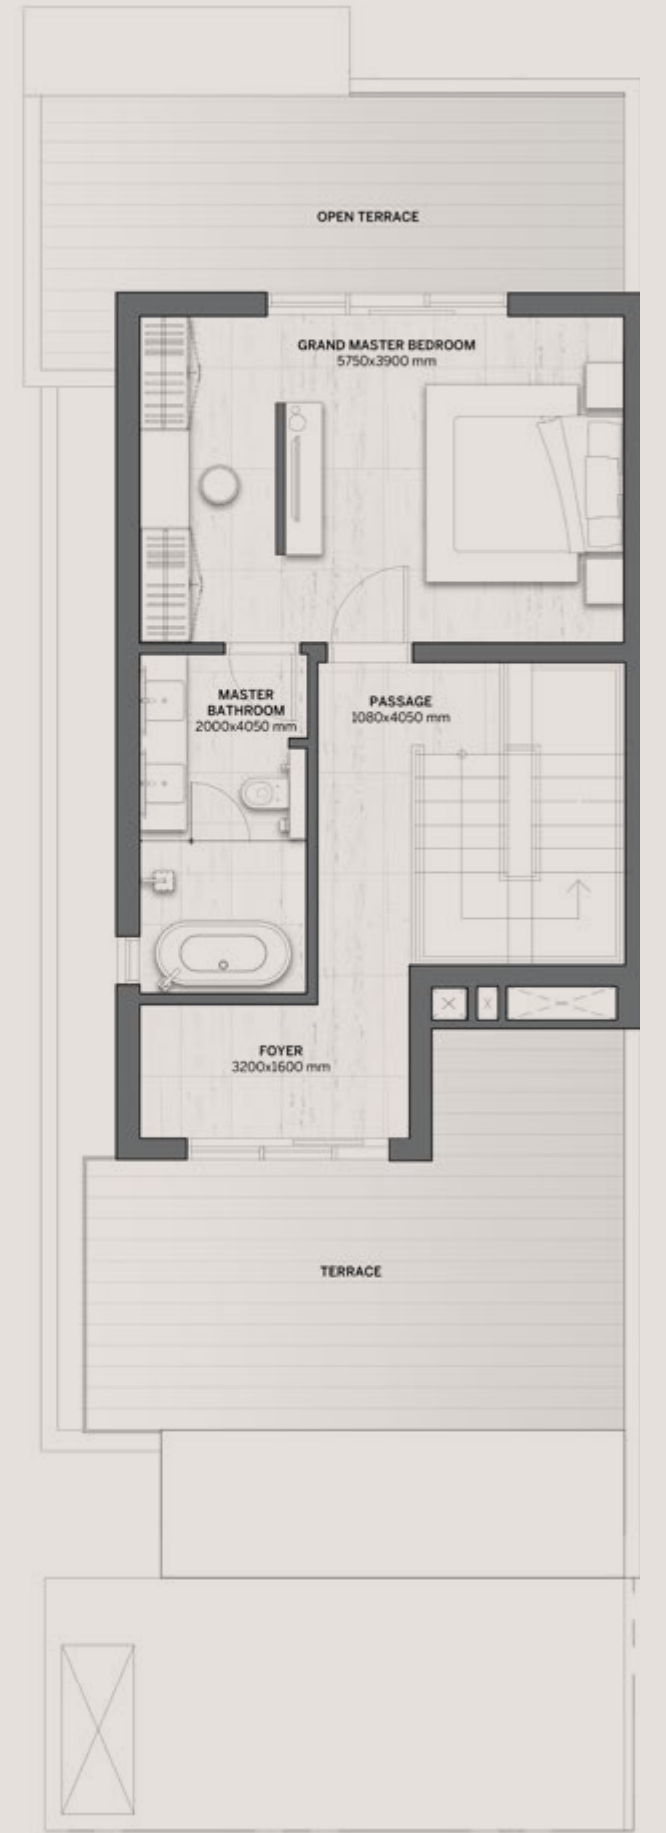 OPEN TERRACE
GRAND MASTER BEDROOM
5750x3900 mm
MASTER
BATHROOM
2000x4050 mm
PASSAGE
1080x4050 mm
FOYER
3200x1600 mm
TERRACE